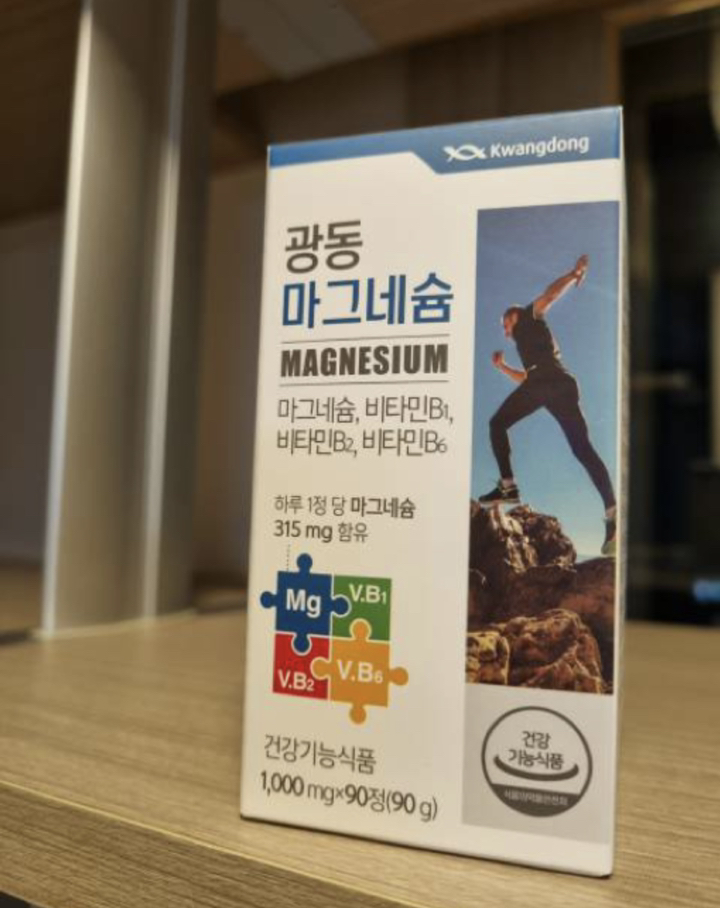 Kwangdong
광동
마그네슘
MAGNESIUM
마그네슘, 비타민B1,
비타민B2, 비타민B6
하루 1정 당 마그네슘
315 mg 함유
Mg
V.B1
V.B2
V.B6
건강기능식품
1,000 mg×90정(90 g)
건강
기능식품